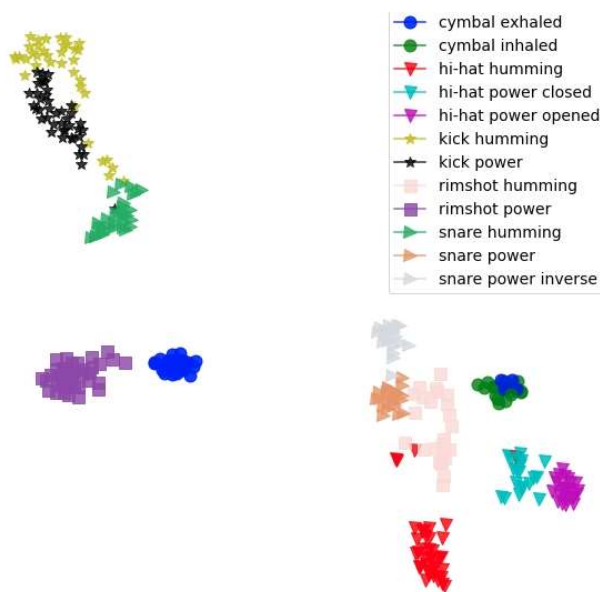 cymbal exhaled
cymbal inhaled
hi-hat humming
hi-hat power closed
hi-hat power opened
kick humming
kick power
rimshot humming
rimshot power
snare humming
snare power
snare power inverse